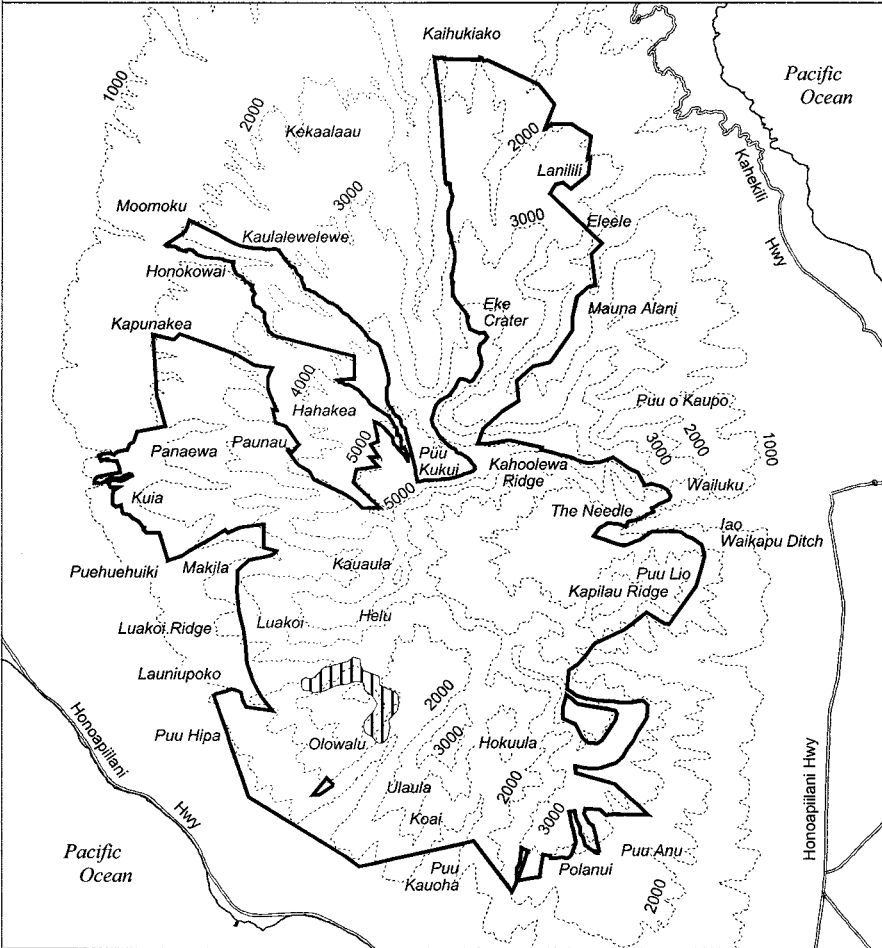 Kaihukiako
Pacific
Ocean
1000
2000
Kekaalaau
2000
Lanilili
Kahekili
Hwy
3000
Moomoku
Kaulalewelewe
3000
Eleele
Honokowai
Eke
Crater
Mauna Alani
Kapunakea
4000
Hahakea
Puu o Kaupo
Panaewa
Paunau
5000
Puu
Kukui
Kahoolewa
Ridge
3000
2000
1000
Wailuku
Kuia
5000
The Needle
Iao
Waikapu Ditch
Puehuehuiki
Makila
Kauaula
Puu Lio
Kapilau Ridge
Luakoi Ridge
Luakoi
Helu
Launiupoko
2000
Honoapiilani
Hwy
Puu Hipa
Olowalu
3000
Hokuula
Ulaula
2000
Koai
3000
Honoapiilani Hwy
Pacific
Ocean
Puu
Kauoha
Polanui
Puu Anu
2000